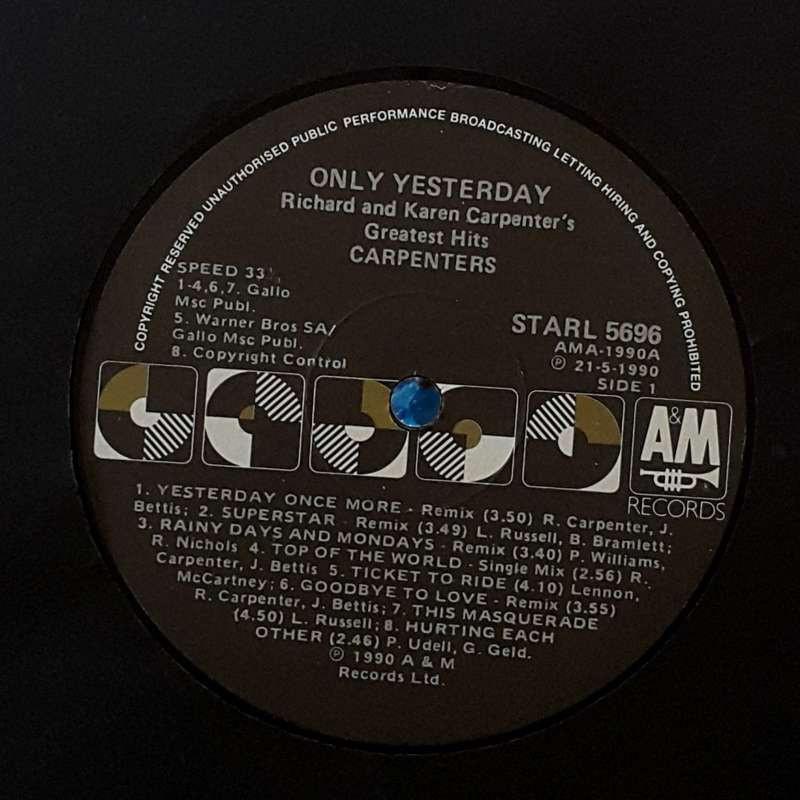 COPYRIGHT RESERVED UNAUTHORISED PUBLIC PERFORMANCE BROADCASTING LETTING HIRING AND COPYING PROHIBITED
ONLY YESTERDAY
Richard and Karen Carpenter's
Greatest Hits
CARPENTERS
SPEED 33⅓
1-4,6,7. Gallo
Msc Publ.
5. Warner Bros SA/
Gallo Msc Publ.
8. Copyright Control
STARL 5696
AMA-1990A
℗ 21-5-1990
SIDE 1
A&M
RECORDS
1. YESTERDAY ONCE MORE - Remix (3.50) R. Carpenter, J.
Bettis; 2. SUPERSTAR - Remix (3.49) L. Russell, B. Bramlett;
3. RAINY DAYS AND MONDAYS - Remix (3.40) P. Williams,
R. Nichols 4. TOP OF THE WORLD - Single Mix (2.56) R.
Carpenter, J. Bettis 5. TICKET TO RIDE (4.10) Lennon,
McCartney; 6. GOODBYE TO LOVE - Remix (3.55)
R. Carpenter, J. Bettis; 7. THIS MASQUERADE
(4.50) L. Russell; 8. HURTING EACH
OTHER (2.46) P. Udell, G. Geld.
℗ 1990 A & M
Records Ltd.